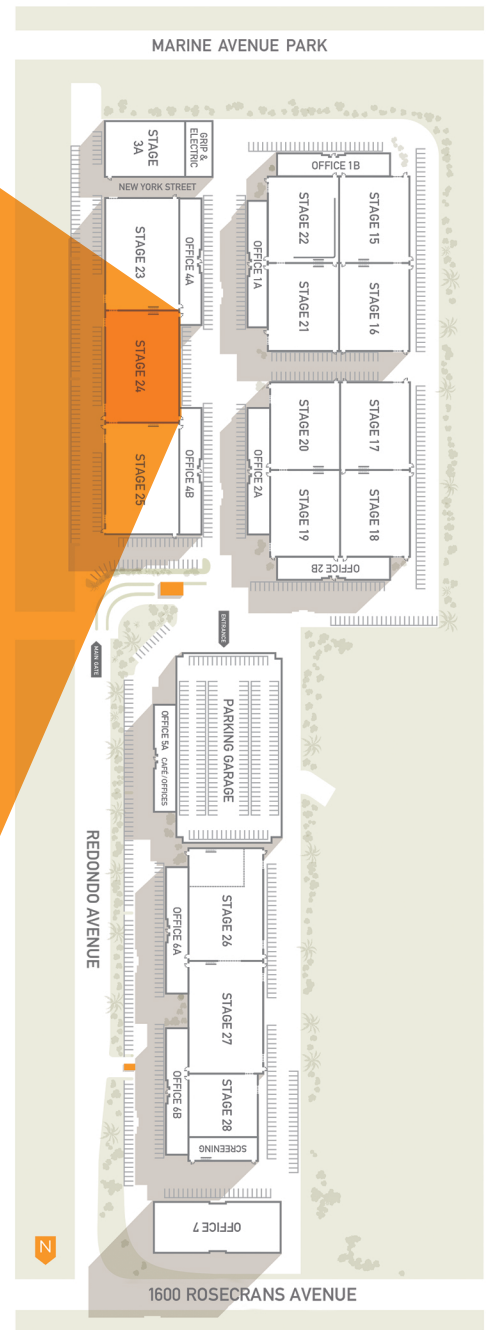 MARINE AVENUE PARK
STAGE
3A
GRIP &
ELECTRIC
NEW YORK STREET
OFFICE 1B
STAGE 23
OFFICE 4A
OFFICE 1A
STAGE 22
STAGE 15
STAGE 24
STAGE 21
STAGE 16
STAGE 25
OFFICE 4B
OFFICE 2A
STAGE 20
STAGE 17
STAGE 19
STAGE 18
OFFICE 2B
MAIN GATE
ENTRANCE
OFFICE 5A CAFÉ/OFFICES
PARKING GARAGE
REDONDO AVENUE
OFFICE 6A
STAGE 26
STAGE 27
OFFICE 6B
STAGE 28
SCREENING
OFFICE 7
N
1600 ROSECRANS AVENUE